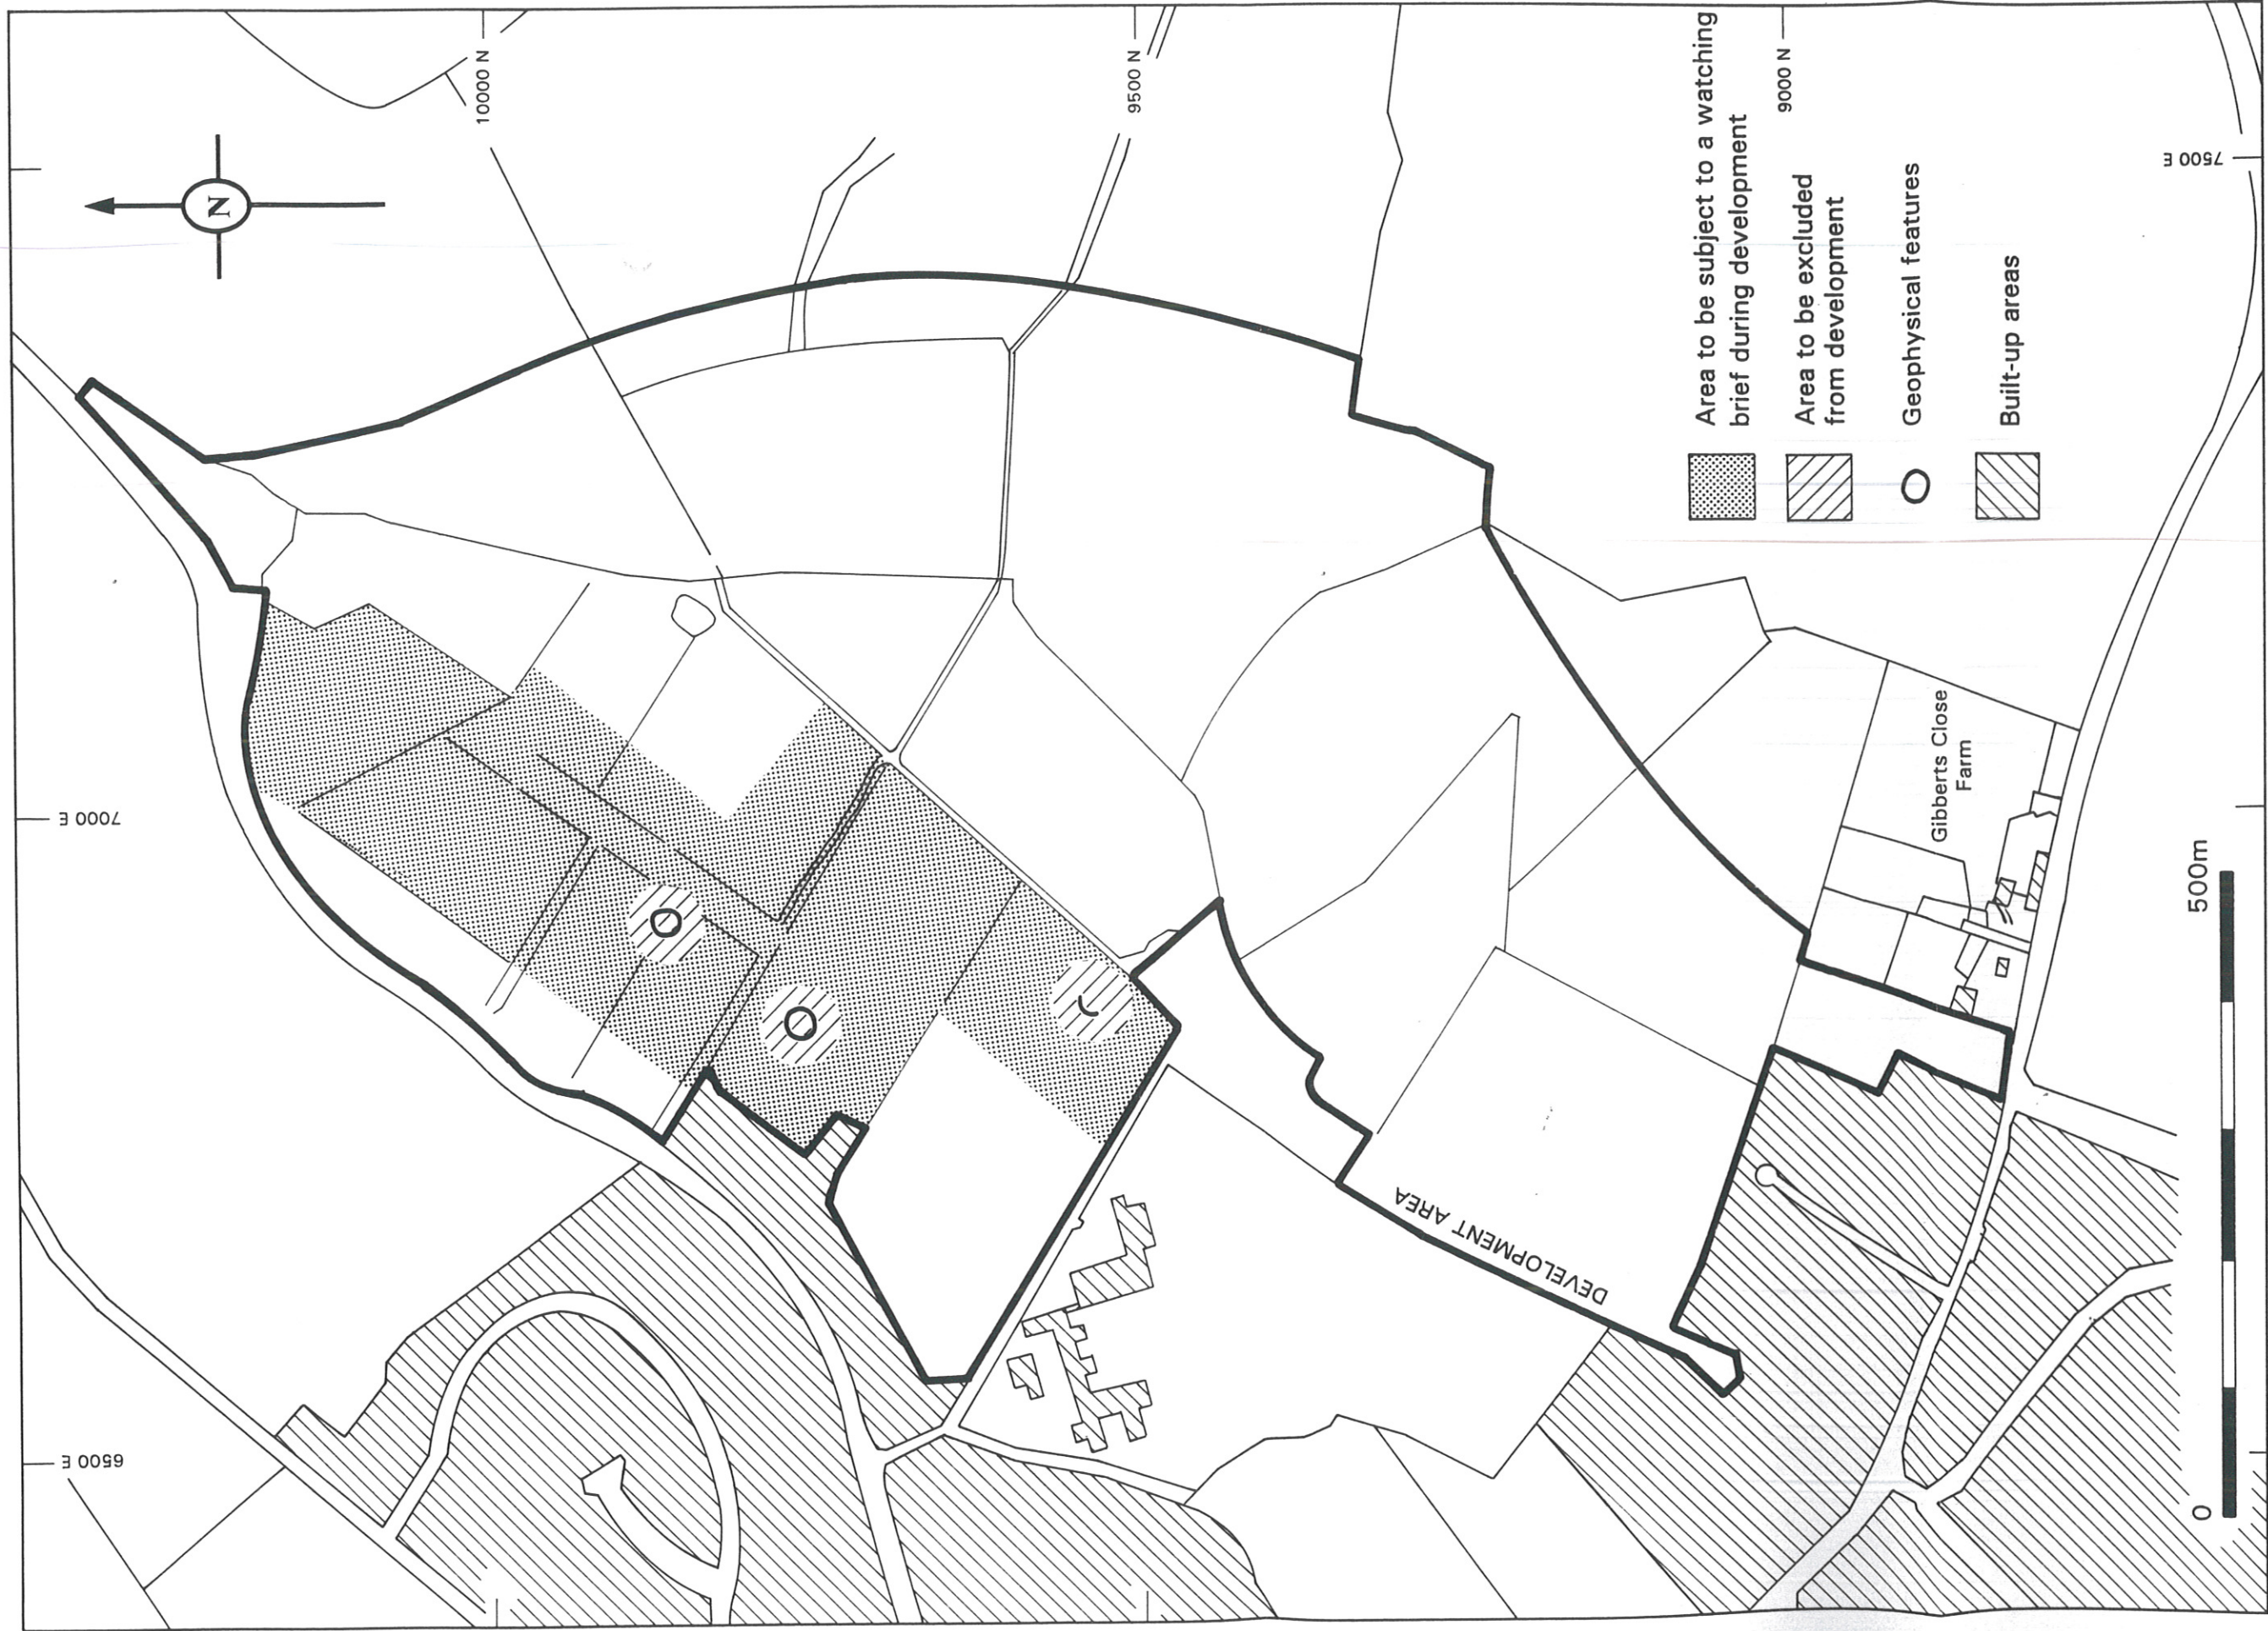 N
10000 N
9500 N
9000 N
7500 E
7000 E
6500 E
Area to be subject to a watching
brief during development
Area to be excluded
from development
Geophysical features
Built-up areas
Gibberts Close
Farm
DEVELOPMENT AREA
0
500m